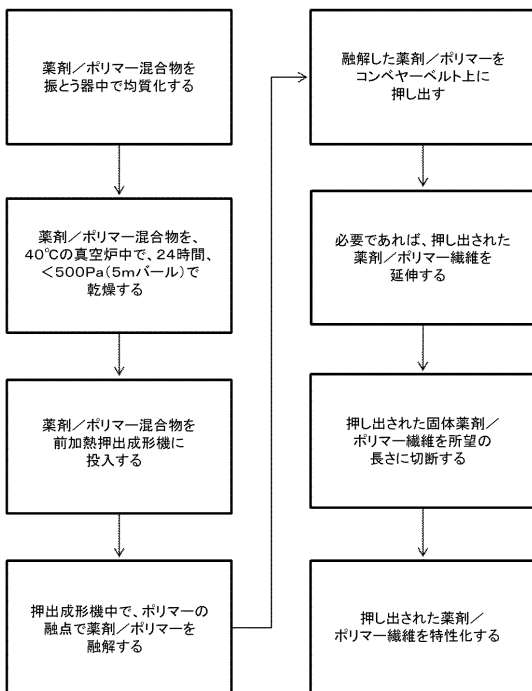 薬剤／ポリマー混合物を
振とう器中で均質化する
薬剤／ポリマー混合物を、
40℃の真空炉中で、24時間、
＜500Pa（5mバール）で
乾燥する
薬剤／ポリマー混合物を
前加熱押出成形機に
投入する
押出成形機中で、ポリマーの
融点で薬剤／ポリマーを
融解する
融解した薬剤／ポリマーを
コンベヤーベルト上に
押し出す
必要であれば、押し出された
薬剤／ポリマー繊維を
延伸する
押し出された固体薬剤／
ポリマー繊維を所望の
長さに切断する
押し出された薬剤／
ポリマー繊維を特性化する